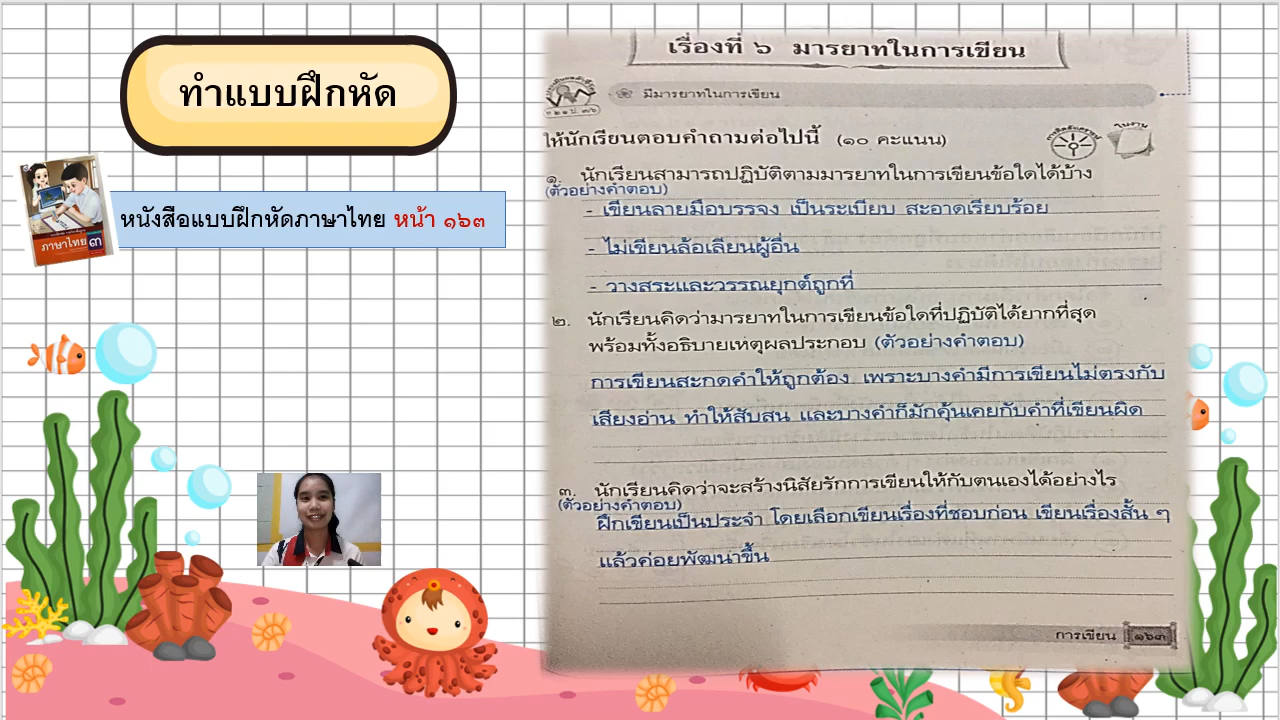 ทำแบบฝึกหัด
ภาษาไทย ๓
หนังสือแบบฝึกหัดภาษาไทย หน้า ๑๖๓
เรื่องที่ ๖ มารยาทในการเขียน
มีมารยาทในการเขียน
ให้นักเรียนตอบคำถามต่อไปนี้ (๑๐ คะแนน)
๑. นักเรียนสามารถปฏิบัติตามมารยาทในการเขียนข้อใดได้บ้าง
(ตัวอย่างคำตอบ)
- เขียนลายมือบรรจง เป็นระเบียบ สะอาดเรียบร้อย
- ไม่เขียนล้อเลียนผู้อื่น
- วางสระและวรรณยุกต์ถูกที่
๒. นักเรียนคิดว่ามารยาทในการเขียนข้อใดที่ปฏิบัติได้ยากที่สุด
พร้อมทั้งอธิบายเหตุผลประกอบ (ตัวอย่างคำตอบ)
การเขียนสะกดคำให้ถูกต้อง เพราะบางคำมีการเขียนไม่ตรงกับ
เสียงอ่าน ทำให้สับสน และบางคำก็มักคุ้นเคยกับคำที่เขียนผิด
๓. นักเรียนคิดว่าจะสร้างนิสัยรักการเขียนให้กับตนเองได้อย่างไร
(ตัวอย่างคำตอบ)
ฝึกเขียนเป็นประจำ โดยเลือกเขียนเรื่องที่ชอบก่อน เขียนเรื่องสั้น ๆ
แล้วค่อยพัฒนาขึ้น
การเขียน ๑๖๓